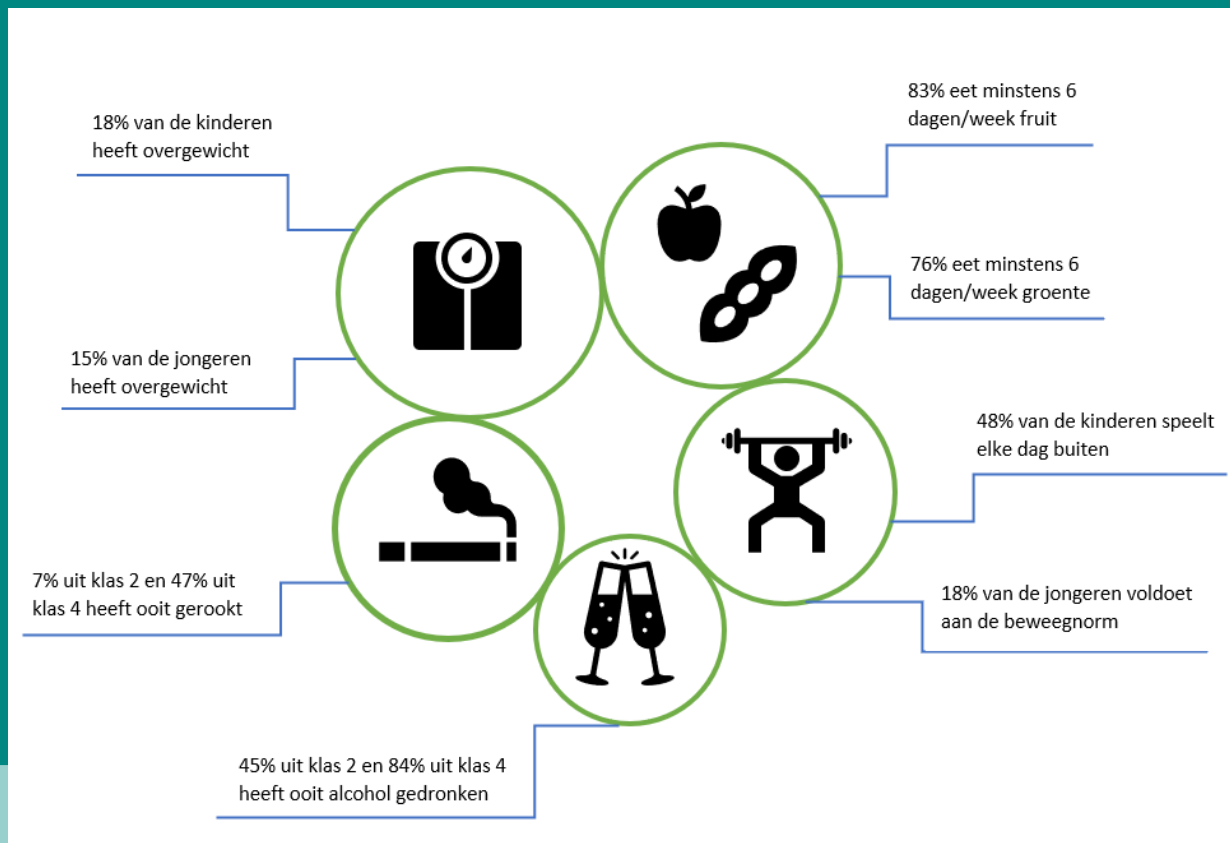 18% van de kinderen
heeft overgewicht
83% eet minstens 6
dagen/week fruit
76% eet minstens 6
dagen/week groente
15% van de jongeren
heeft overgewicht
48% van de kinderen speelt
elke dag buiten
7% uit klas 2 en 47% uit
klas 4 heeft ooit gerookt
18% van de jongeren voldoet
aan de beweegnorm
45% uit klas 2 en 84% uit klas 4
heeft ooit alcohol gedronken